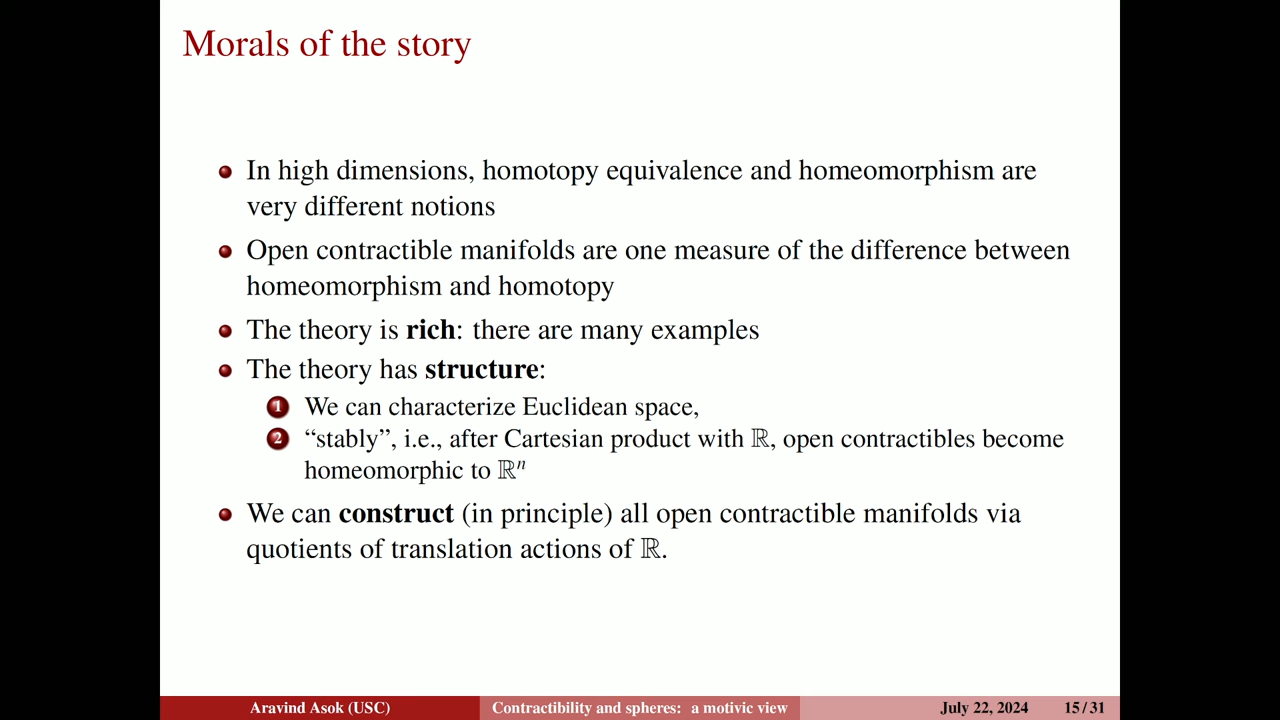 Morals of the story
In high dimensions, homotopy equivalence and homeomorphism are
very different notions
Open contractible manifolds are one measure of the difference between
homeomorphism and homotopy
The theory is rich: there are many examples
The theory has structure:
1 We can characterize Euclidean space,
2 “stably”, i.e., after Cartesian product with ℝ, open contractibles become
homeomorphic to ℝⁿ
We can construct (in principle) all open contractible manifolds via
quotients of translation actions of ℝ.
Aravind Asok (USC) Contractibility and spheres: a motivic view July 22, 2024 15 / 31